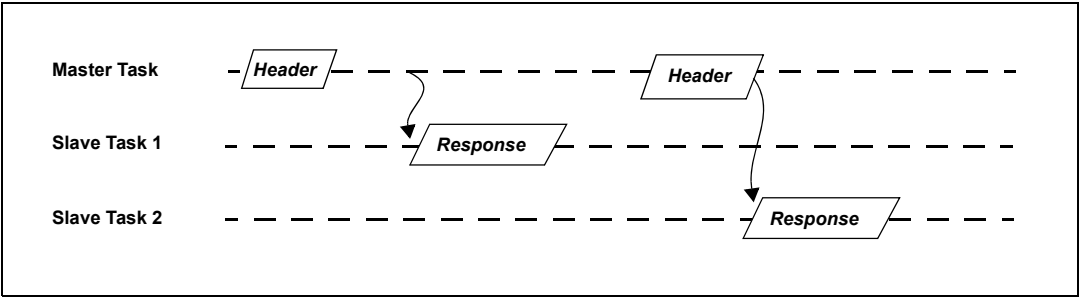 Master Task
Header
Header
Slave Task 1
Response
Slave Task 2
Response